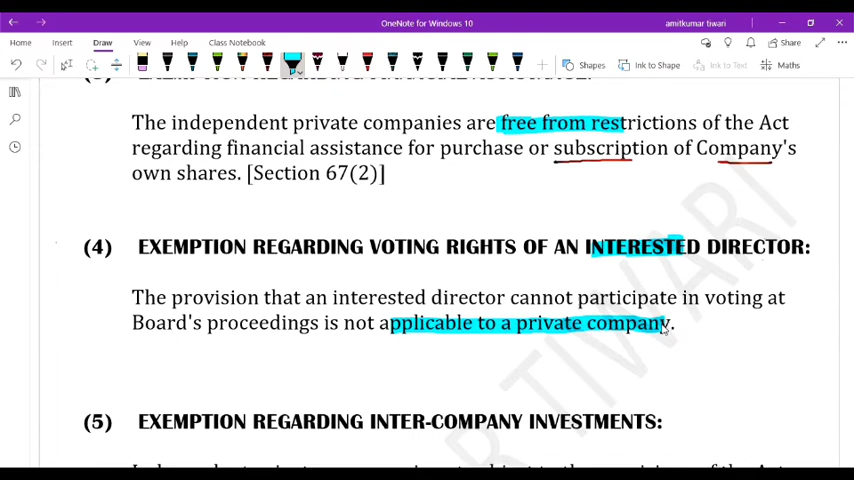 OneNote for Windows 10
amitkumar tiwari
Home Insert Draw View Help Class Notebook
Share
Shapes Ink to Shape Ink to Text Maths
The independent private companies are free from restrictions of the Act
regarding financial assistance for purchase or subscription of Company's
own shares. [Section 67(2)]
(4) EXEMPTION REGARDING VOTING RIGHTS OF AN INTERESTED DIRECTOR:
The provision that an interested director cannot participate in voting at
Board's proceedings is not applicable to a private company.
(5) EXEMPTION REGARDING INTER-COMPANY INVESTMENTS:
R TIWARI